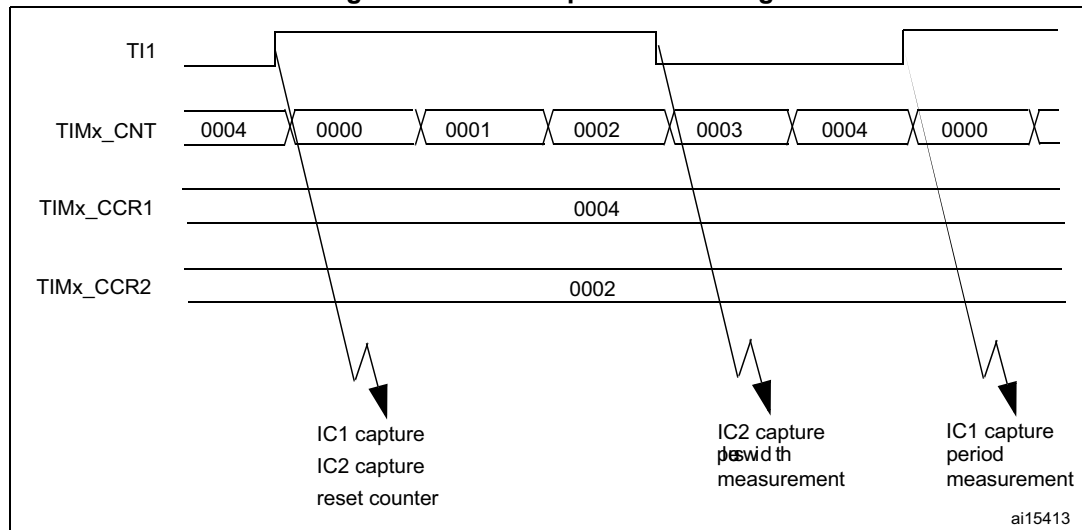 TI1
TIMx_CNT 0004 0000 0001 0002 0003 0004 0000
TIMx_CCR1 0004
TIMx_CCR2 0002
IC1 capture
IC2 capture
reset counter
IC2 capture
measurement
IC1 capture
period
measurement
ai15413